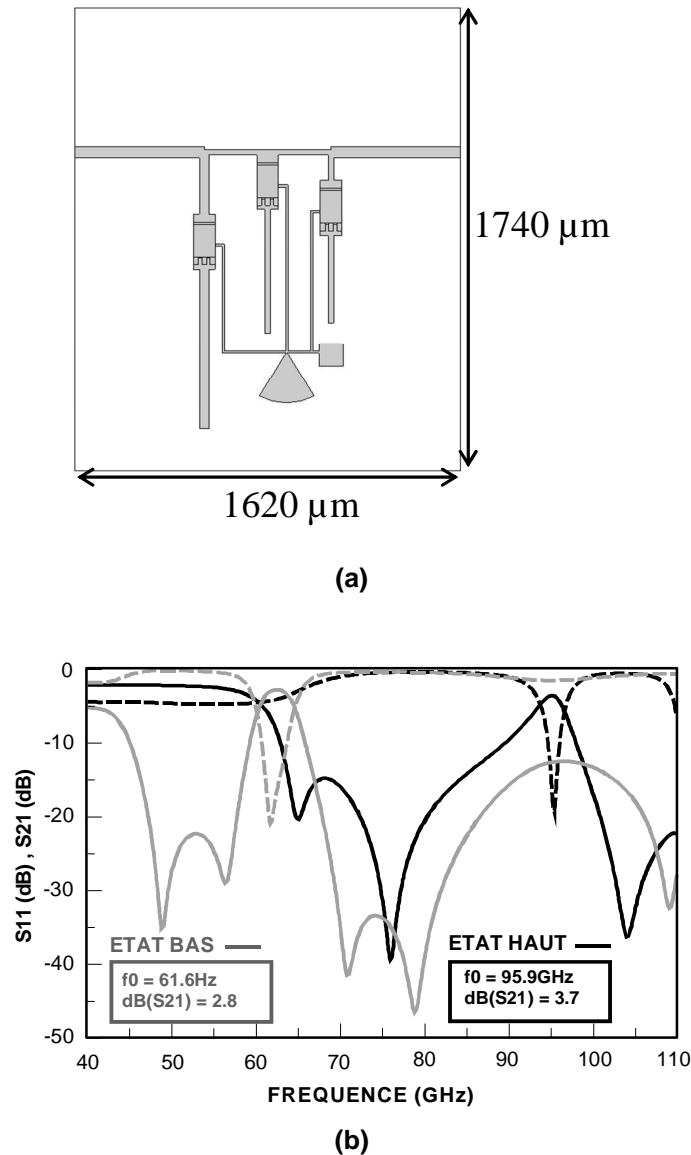 1740 µm
1620 µm
(a)
0
-10
-20
-30
-40
-50
S11 (dB) , S21 (dB)
ETAT BAS
f0 = 61.6Hz
dB(S21) = 2.8
ETAT HAUT
f0 = 95.9GHz
dB(S21) = 3.7
40 50 60 70 80 90 100 110
FREQUENCE (GHz)
(b)